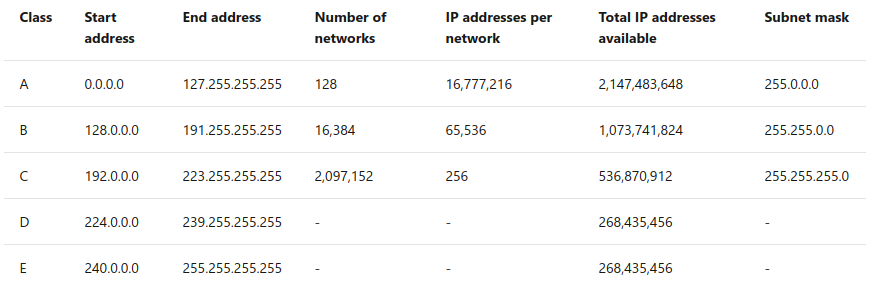 Class Start address End address Number of networks IP addresses per network Total IP addresses available Subnet mask
A 0.0.0.0 127.255.255.255 128 16,777,216 2,147,483,648 255.0.0.0
B 128.0.0.0 191.255.255.255 16,384 65,536 1,073,741,824 255.255.0.0
C 192.0.0.0 223.255.255.255 2,097,152 256 536,870,912 255.255.255.0
D 224.0.0.0 239.255.255.255 - - 268,435,456 -
E 240.0.0.0 255.255.255.255 - - 268,435,456 -